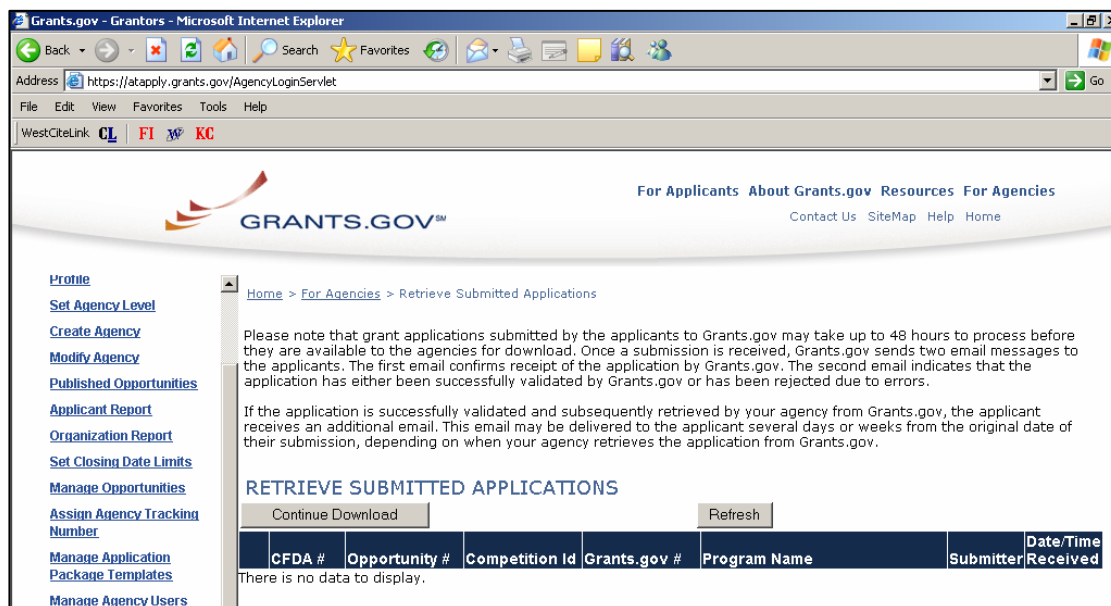 Grants.gov - Grantors - Microsoft Internet Explorer
Back
Search
Favorites
Address
https://atapply.grants.gov/AgencyLoginServlet
Go
File Edit View Favorites Tools Help
WestCiteLink CL FI W KC
For Applicants About Grants.gov Resources For Agencies
Contact Us SiteMap Help Home
GRANTS.GOV℠
Profile
Set Agency Level
Create Agency
Modify Agency
Published Opportunities
Applicant Report
Organization Report
Set Closing Date Limits
Manage Opportunities
Assign Agency Tracking
Number
Manage Application
Package Templates
Manage Agency Users
Home > For Agencies > Retrieve Submitted Applications
Please note that grant applications submitted by the applicants to Grants.gov may take up to 48 hours to process before
they are available to the agencies for download. Once a submission is received, Grants.gov sends two email messages to
the applicants. The first email confirms receipt of the application by Grants.gov. The second email indicates that the
application has either been successfully validated by Grants.gov or has been rejected due to errors.
If the application is successfully validated and subsequently retrieved by your agency from Grants.gov, the applicant
receives an additional email. This email may be delivered to the applicant several days or weeks from the original date of
their submission, depending on when your agency retrieves the application from Grants.gov.
RETRIEVE SUBMITTED APPLICATIONS
Continue Download
Refresh
CFDA # Opportunity # Competition Id Grants.gov # Program Name Submitter Date/Time Received
There is no data to display.